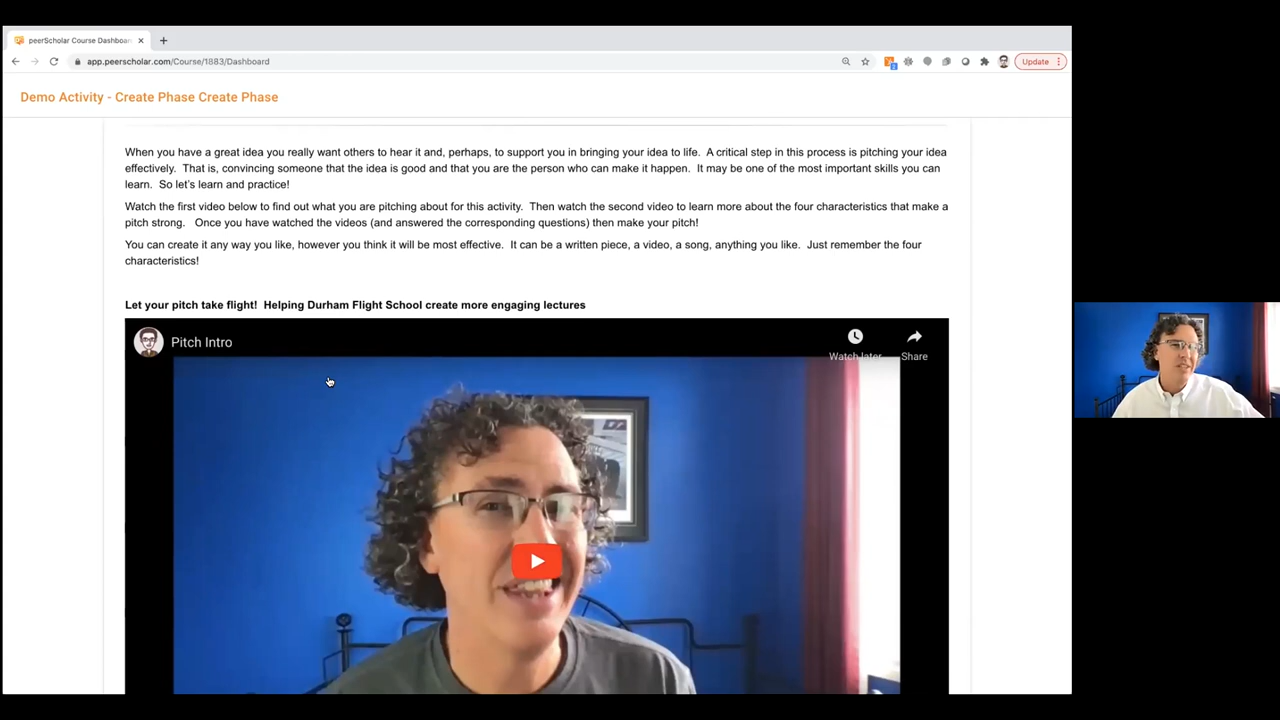 peerScholar Course Dashboar
app.peerscholar.com/Course/1883/Dashboard
Update
Demo Activity - Create Phase Create Phase
When you have a great idea you really want others to hear it and, perhaps, to support you in bringing your idea to life.  A critical step in this process is pitching your idea
effectively.  That is, convincing someone that the idea is good and that you are the person who can make it happen.  It may be one of the most important skills you can
learn.  So let's learn and practice!
Watch the first video below to find out what you are pitching about for this activity.  Then watch the second video to learn more about the four characteristics that make a
pitch strong.   Once you have watched the videos (and answered the corresponding questions) then make your pitch!
You can create it any way you like, however you think it will be most effective.  It can be a written piece, a video, a song, anything you like.  Just remember the four
characteristics!
Let your pitch take flight!  Helping Durham Flight School create more engaging lectures
Pitch Intro
Watch later
Share